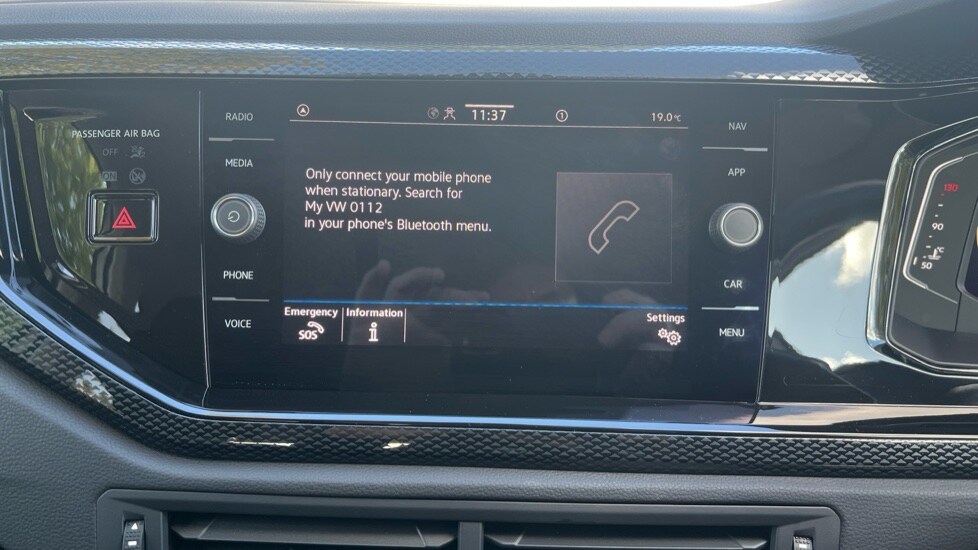 PASSENGER AIR BAG
OFF
ON
RADIO
MEDIA
PHONE
VOICE
11:37
1
19.0°C
Only connect your mobile phone
when stationary. Search for
My VW 0112
in your phone's Bluetooth menu.
Emergency
SOS
Information
i
Settings
NAV
APP
CAR
MENU
130
90
°C
50